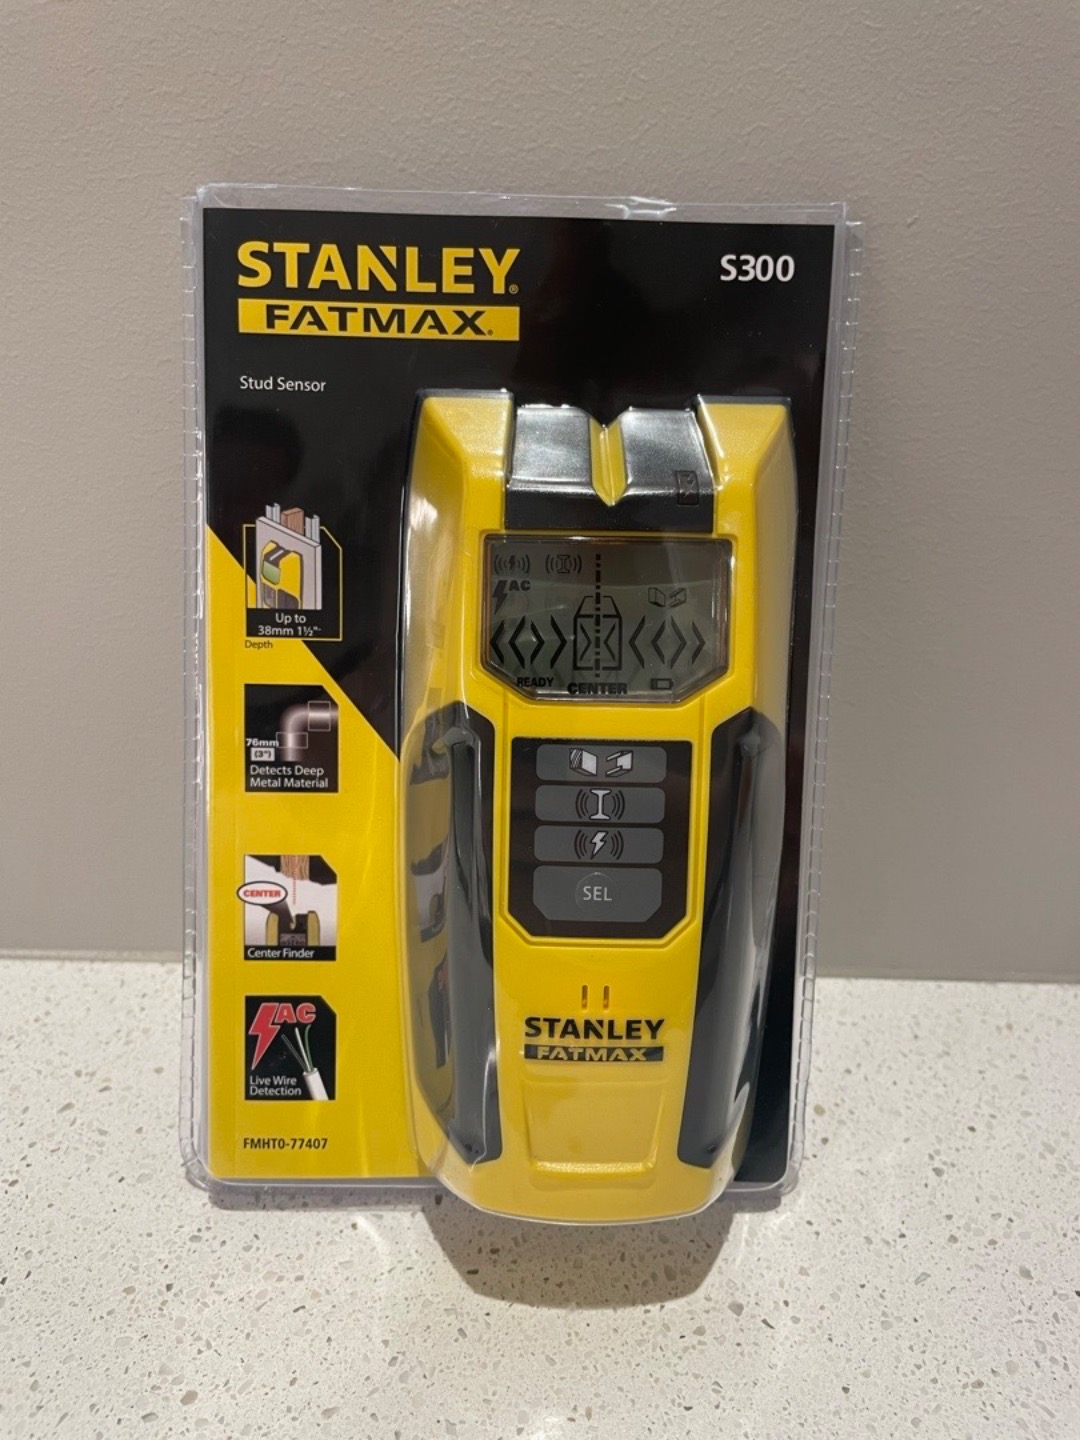 STANLEY®
FATMAX®
S300
Stud Sensor
Up to
38mm 1½"
Depth
76mm
(3")
Detects Deep
Metal Material
CENTER
Center Finder
AC
Live Wire
Detection
FMHT0-77407
AC
READY
CENTER
SEL
STANLEY
FATMAX